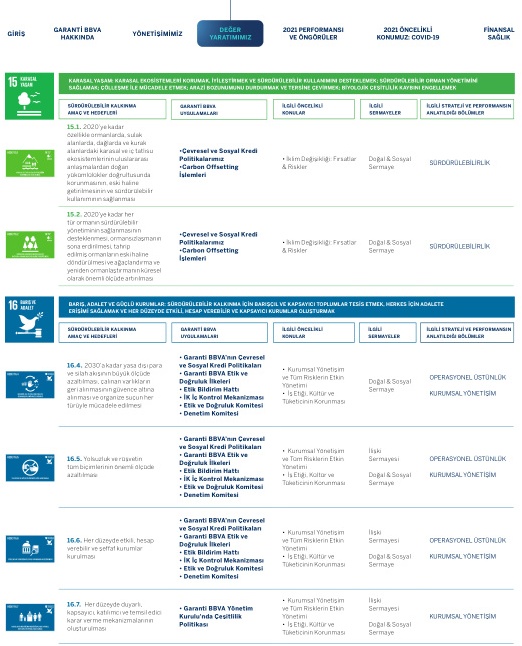 GİRİŞ
GARANTİ BBVA
HAKKINDA
YÖNETİŞİMİMİZ
DEĞER
YARATIMIMIZ
2021 PERFORMANSI
VE ÖNGÖRÜLER
2021 ÖNCELİKLİ
KONUMUZ: COVID-19
FİNANSAL
SAĞLIK
15 KARASAL
YAŞAM
KARASAL YAŞAM: KARASAL EKOSİSTEMLERİ KORUMAK, İYİLEŞTİRMEK VE SÜRDÜRÜLEBİLİR KULLANIMINI DESTEKLEMEK; SÜRDÜRÜLEBİLİR ORMAN YÖNETİMİNİ
SAĞLAMAK; ÇÖLLEŞME İLE MÜCADELE ETMEK; ARAZİ BOZUNUMUNU DURDURMAK VE TERSİNE ÇEVİRMEK; BİYOLOJİK ÇEŞİTLİLİK KAYBINI ENGELLEMEK
SÜRDÜRÜLEBİLİR KALKINMA
AMAÇ VE HEDEFLERİ
GARANTİ BBVA
UYGULAMALARI
İLGİLİ ÖNCELİKLİ
KONULAR
İLGİLİ
SERMAYELER
İLGİLİ STRATEJİ VE PERFORMANSIN
ANLATILDIĞI BÖLÜMLER
15.1. 2020'ye kadar
özellikle ormanlarda, sulak
alanlarda, dağlarda ve kurak
alanlardaki karasal ve iç tatlısu
ekosistemlerinin uluslararası
anlaşmalardan doğan
yükümlülükler doğrultusunda
korunmasının, eski haline
getirilmesinin ve sürdürülebilir
kullanımının sağlanması
•Çevresel ve Sosyal Kredi
Politikalarımız
•Carbon Offsetting
İşlemleri
• İklim Değişikliği: Fırsatlar
& Riskler
Doğal & Sosyal
Sermaye
SÜRDÜRÜLEBİLİRLİK
15.2. 2020'ye kadar her
tür ormanın sürdürülebilir
yönetiminin sağlanmasının
desteklenmesi, ormansızlaşmanın
sona erdirilmesi, tahrip
edilmiş ormanların eski haline
döndürülmesi ve ağaçlandırma ve
yeniden ormanlaştırmanın küresel
olarak önemli ölçüde artırılması
•Çevresel ve Sosyal Kredi
Politikalarımız
•Carbon Offsetting
İşlemleri
• İklim Değişikliği: Fırsatlar
& Riskler
Doğal & Sosyal
Sermaye
SÜRDÜRÜLEBİLİRLİK
16 BARIŞ VE
ADALET
BARIŞ, ADALET VE GÜÇLÜ KURUMLAR: SÜRDÜRÜLEBİLİR KALKINMA İÇİN BARIŞÇIL VE KAPSAYICI TOPLUMLAR TESİS ETMEK, HERKES İÇİN ADALETE
ERİŞİMİ SAĞLAMAK VE HER DÜZEYDE ETKİLİ, HESAP VEREBİLİR VE KAPSAYICI KURUMLAR OLUŞTURMAK
SÜRDÜRÜLEBİLİR KALKINMA
AMAÇ VE HEDEFLERİ
GARANTİ BBVA
UYGULAMALARI
İLGİLİ ÖNCELİKLİ
KONULAR
İLGİLİ
SERMAYELER
İLGİLİ STRATEJİ VE PERFORMANSIN
ANLATILDIĞI BÖLÜMLER
16.4. 2030'a kadar yasa dışı para
ve silah akışının büyük ölçüde
azaltılması; çalınan varlıkların
geri alınmasının güvence altına
alınması ve organize suçun her
türüyle mücadele edilmesi
• Garanti BBVA'nın Çevresel
ve Sosyal Kredi Politikaları
• Garanti BBVA Etik ve
Doğruluk İlkeleri
• Etik Bildirim Hattı
• İK İç Kontrol Mekanizması
• Etik ve Doğruluk Komitesi
• Denetim Komitesi
• Kurumsal Yönetişim
ve Tüm Risklerin Etkin
Yönetimi
• İş Etiği, Kültür ve
Tüketicinin Korunması
Doğal & Sosyal
Sermaye
OPERASYONEL ÜSTÜNLÜK
KURUMSAL YÖNETİŞİM
16.5. Yolsuzluk ve rüşvetin
tüm biçimlerinin önemli ölçüde
azaltılması
• Garanti BBVA'nın Çevresel
ve Sosyal Kredi Politikaları
• Garanti BBVA Etik ve
Doğruluk İlkeleri
• Etik Bildirim Hattı
• İK İç Kontrol Mekanizması
• Etik ve Doğruluk Komitesi
• Denetim Komitesi
• Kurumsal Yönetişim
ve Tüm Risklerin Etkin
Yönetimi
• İş Etiği, Kültür ve
Tüketicinin Korunması
İlişki
Sermayesi
Doğal & Sosyal
Sermaye
OPERASYONEL ÜSTÜNLÜK
KURUMSAL YÖNETİŞİM
16.6. Her düzeyde etkili, hesap
verebilir ve şeffaf kurumlar
kurulması
• Garanti BBVA'nın Çevresel
ve Sosyal Kredi Politikaları
• Garanti BBVA Etik ve
Doğruluk İlkeleri
• Etik Bildirim Hattı
• İK İç Kontrol Mekanizması
• Etik ve Doğruluk Komitesi
• Denetim Komitesi
• Kurumsal Yönetişim
ve Tüm Risklerin Etkin
Yönetimi
• İş Etiği, Kültür ve
Tüketicinin Korunması
İlişki
Sermayesi
Doğal & Sosyal
Sermaye
OPERASYONEL ÜSTÜNLÜK
KURUMSAL YÖNETİŞİM
16.7. Her düzeyde duyarlı,
kapsayıcı, katılımcı ve temsil edici
karar verme mekanizmalarının
oluşturulması
• Garanti BBVA Yönetim
Kurulu'nda Çeşitlilik
Politikası
• Kurumsal Yönetişim
ve Tüm Risklerin Etkin
Yönetimi
• İş Etiği, Kültür ve
Tüketicinin Korunması
İlişki
Sermayesi
Doğal & Sosyal
Sermaye
KURUMSAL YÖNETİŞİM